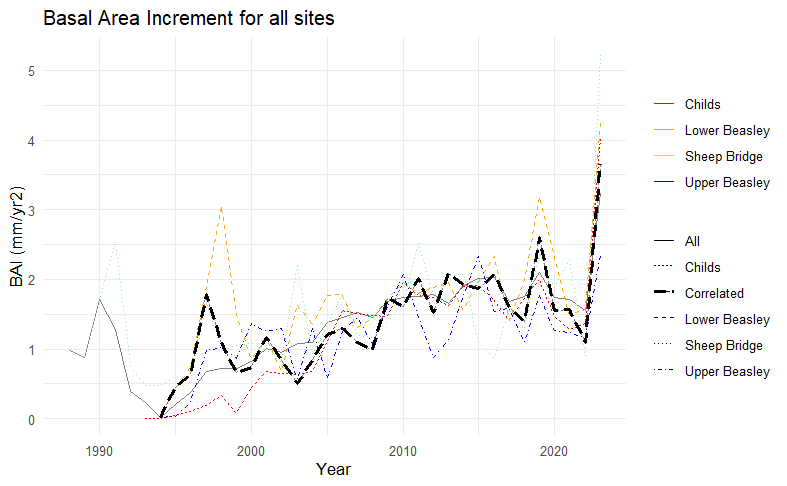 Basal Area Increment for all sites
5
4
3
2
1
0
BAI (mm/yr2)
1990
2000
2010
2020
Year
Childs
Lower Beasley
Sheep Bridge
Upper Beasley
All
Childs
Correlated
Lower Beasley
Sheep Bridge
Upper Beasley